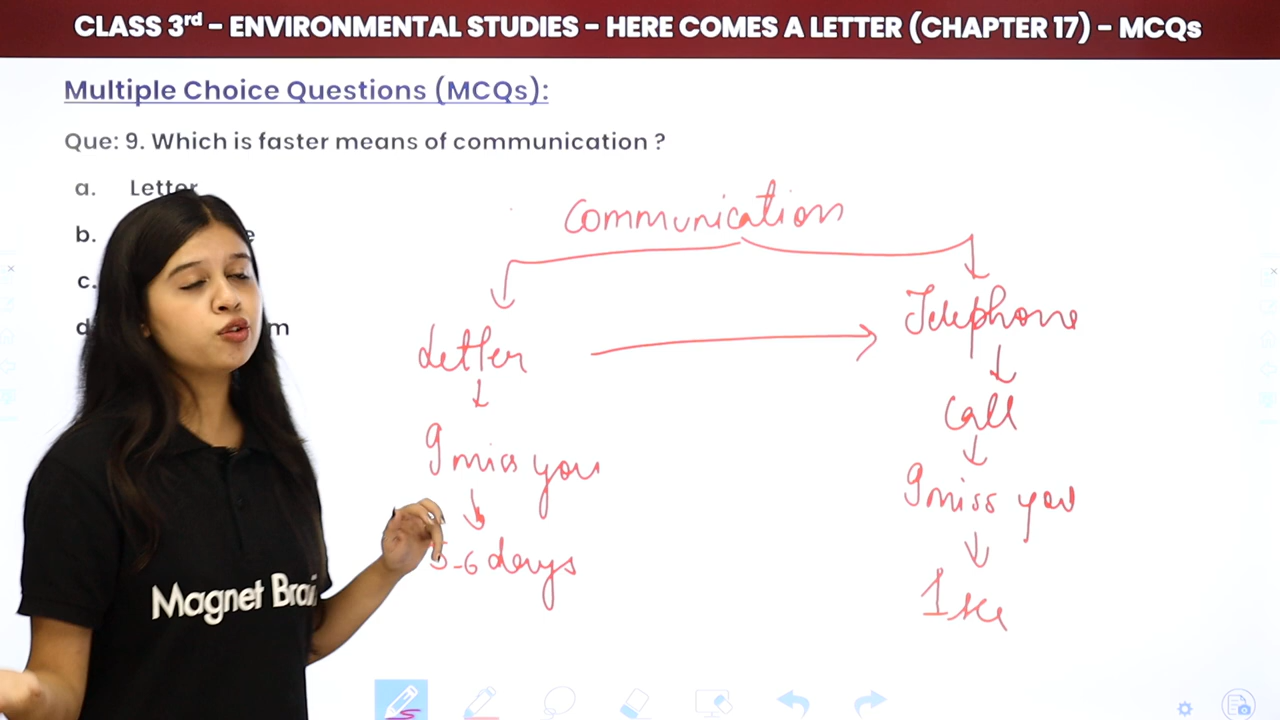 CLASS 3rd – ENVIRONMENTAL STUDIES – HERE COMES A LETTER (CHAPTER 17) – MCQs
Multiple Choice Questions (MCQs):
Que: 9. Which is faster means of communication ?
a. Letter
b.
c.
d
Communication
Letter
Telephone
Call
I miss you
I miss you
5-6 days
1 sec
Magnet Brai